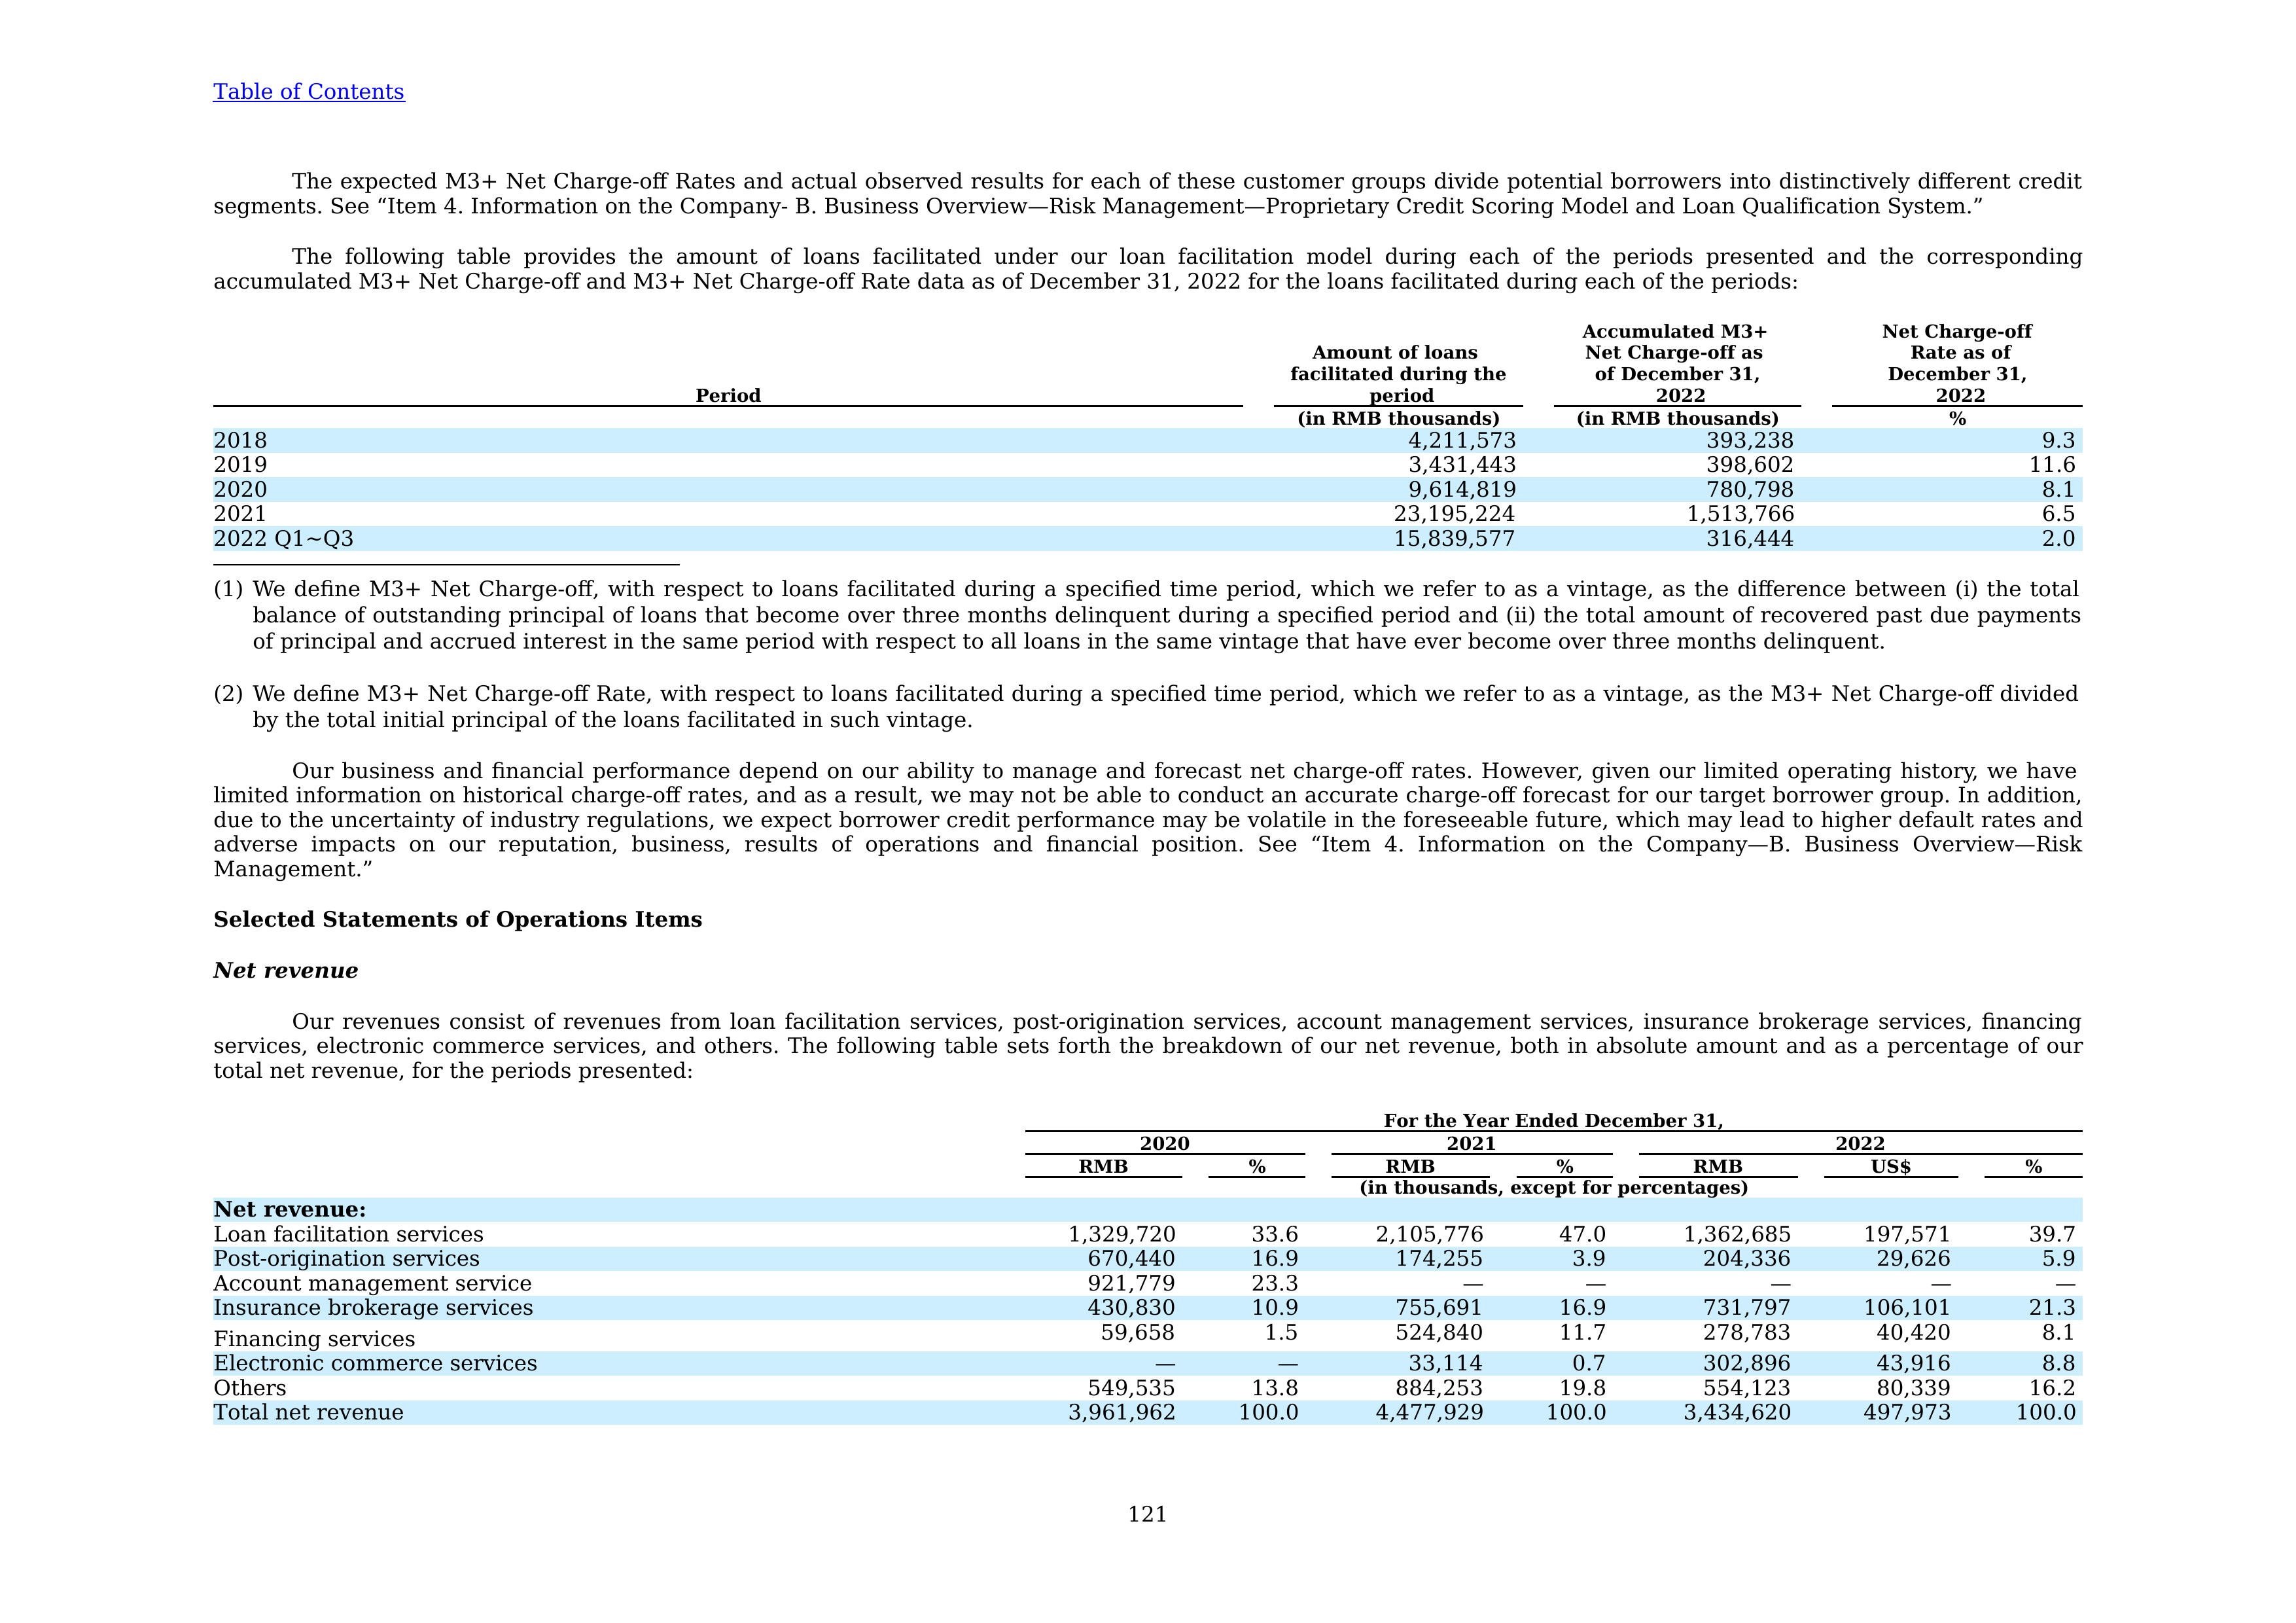 Table of Contents
The expected M3+ Net Charge-off Rates and actual observed results for each of these customer groups divide potential borrowers into distinctively different credit
segments. See “Item 4. Information on the Company- B. Business Overview—Risk Management—Proprietary Credit Scoring Model and Loan Qualification System.”
The following table provides the amount of loans facilitated under our loan facilitation model during each of the periods presented and the corresponding
accumulated M3+ Net Charge-off and M3+ Net Charge-off Rate data as of December 31, 2022 for the loans facilitated during each of the periods:
Accumulated M3+ Net Charge-off
Amount of loans Net Charge-off as Rate as of
facilitated during the of December 31, December 31,
Period period 2022 2022
(in RMB thousands) (in RMB thousands) %
2018 4,211,573 393,238 9.3
2019 3,431,443 398,602 11.6
2020 9,614,819 780,798 8.1
2021 23,195,224 1,513,766 6.5
2022 Q1~Q3 15,839,577 316,444 2.0
(1) We define M3+ Net Charge-off, with respect to loans facilitated during a specified time period, which we refer to as a vintage, as the difference between (i) the total
balance of outstanding principal of loans that become over three months delinquent during a specified period and (ii) the total amount of recovered past due payments
of principal and accrued interest in the same period with respect to all loans in the same vintage that have ever become over three months delinquent.
(2) We define M3+ Net Charge-off Rate, with respect to loans facilitated during a specified time period, which we refer to as a vintage, as the M3+ Net Charge-off divided
by the total initial principal of the loans facilitated in such vintage.
Our business and financial performance depend on our ability to manage and forecast net charge-off rates. However, given our limited operating history, we have
limited information on historical charge-off rates, and as a result, we may not be able to conduct an accurate charge-off forecast for our target borrower group. In addition,
due to the uncertainty of industry regulations, we expect borrower credit performance may be volatile in the foreseeable future, which may lead to higher default rates and
adverse impacts on our reputation, business, results of operations and financial position. See “Item 4. Information on the Company—B. Business Overview—Risk
Management.”
Selected Statements of Operations Items
Net revenue
Our revenues consist of revenues from loan facilitation services, post-origination services, account management services, insurance brokerage services, financing
services, electronic commerce services, and others. The following table sets forth the breakdown of our net revenue, both in absolute amount and as a percentage of our
total net revenue, for the periods presented:
For the Year Ended December 31,
2020 2021 2022
RMB % RMB % RMB US$ %
(in thousands, except for percentages)
Net revenue:
Loan facilitation services 1,329,720 33.6 2,105,776 47.0 1,362,685 197,571 39.7
Post-origination services 670,440 16.9 174,255 3.9 204,336 29,626 5.9
Account management service 921,779 23.3 — — — — —
Insurance brokerage services 430,830 10.9 755,691 16.9 731,797 106,101 21.3
Financing services 59,658 1.5 524,840 11.7 278,783 40,420 8.1
Electronic commerce services — — 33,114 0.7 302,896 43,916 8.8
Others 549,535 13.8 884,253 19.8 554,123 80,339 16.2
Total net revenue 3,961,962 100.0 4,477,929 100.0 3,434,620 497,973 100.0
121